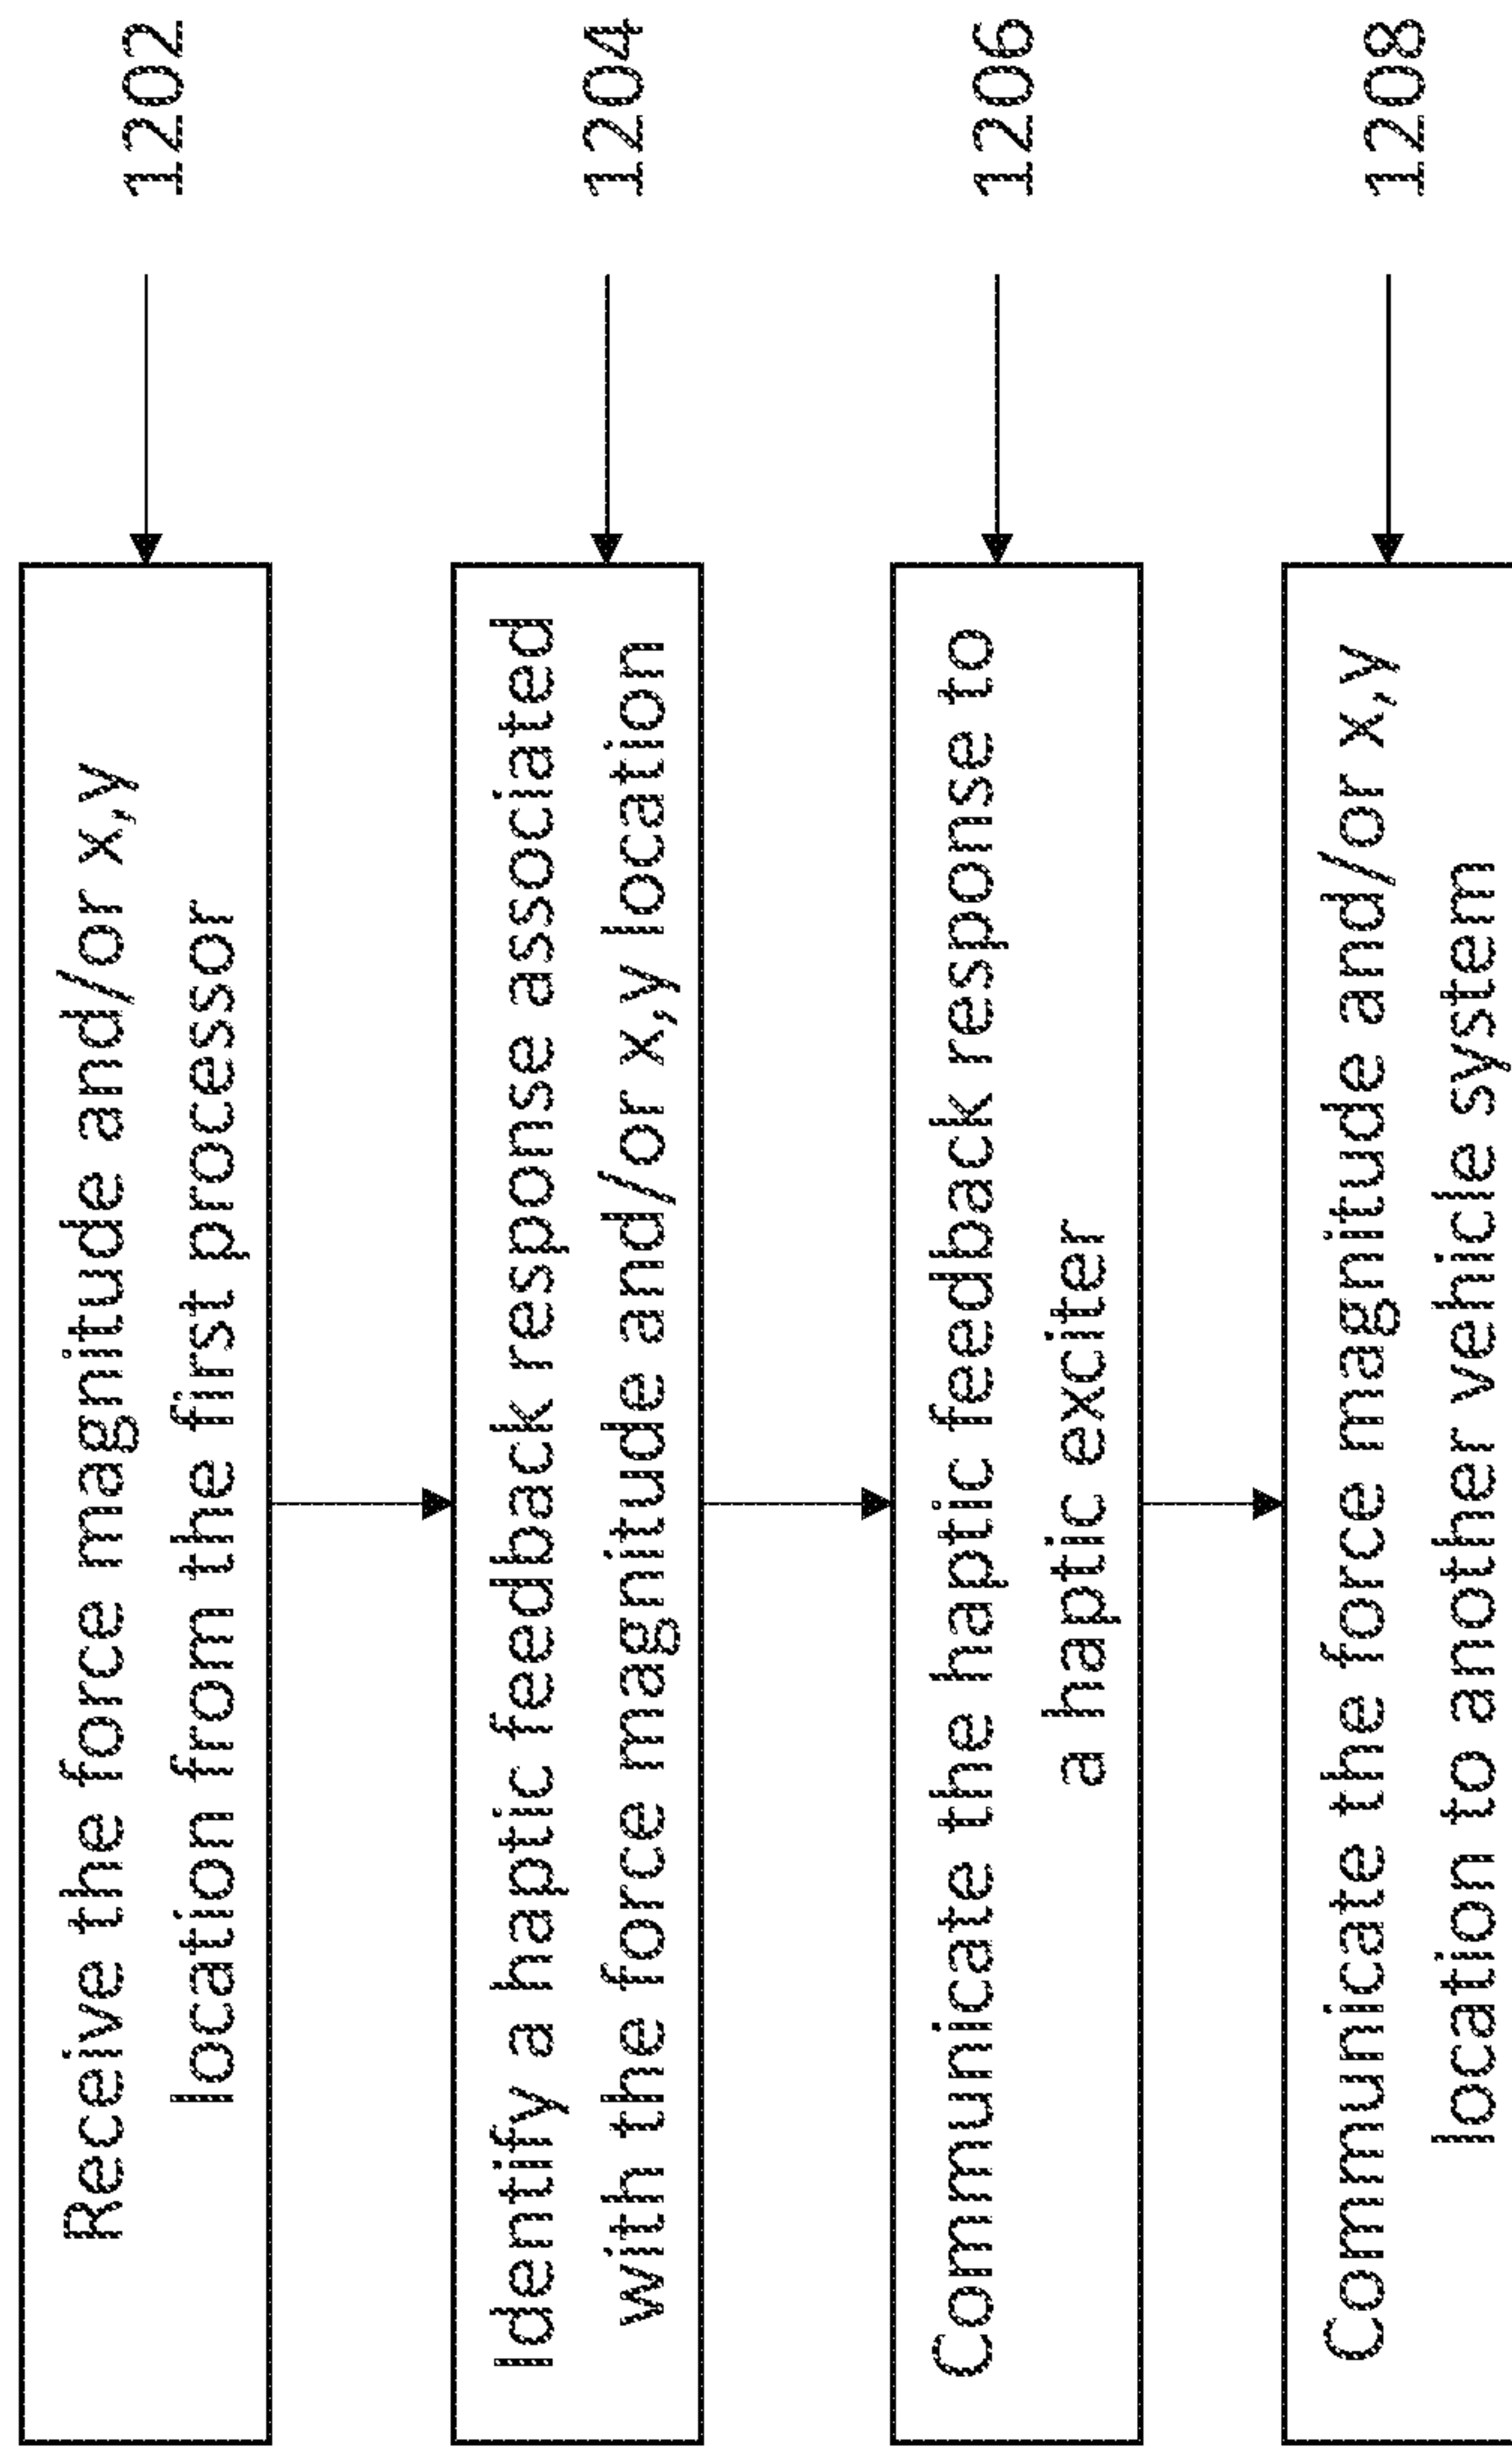 Receive the force magnitude and/or x,y
location from the first processor
1202
Identify a haptic feedback response associated
with the force magnitude and/or x,y location
1204
Communicate the haptic feedback response to
a haptic exciter
1206
Communicate the force magnitude and/or x,y
location to another vehicle system
1208